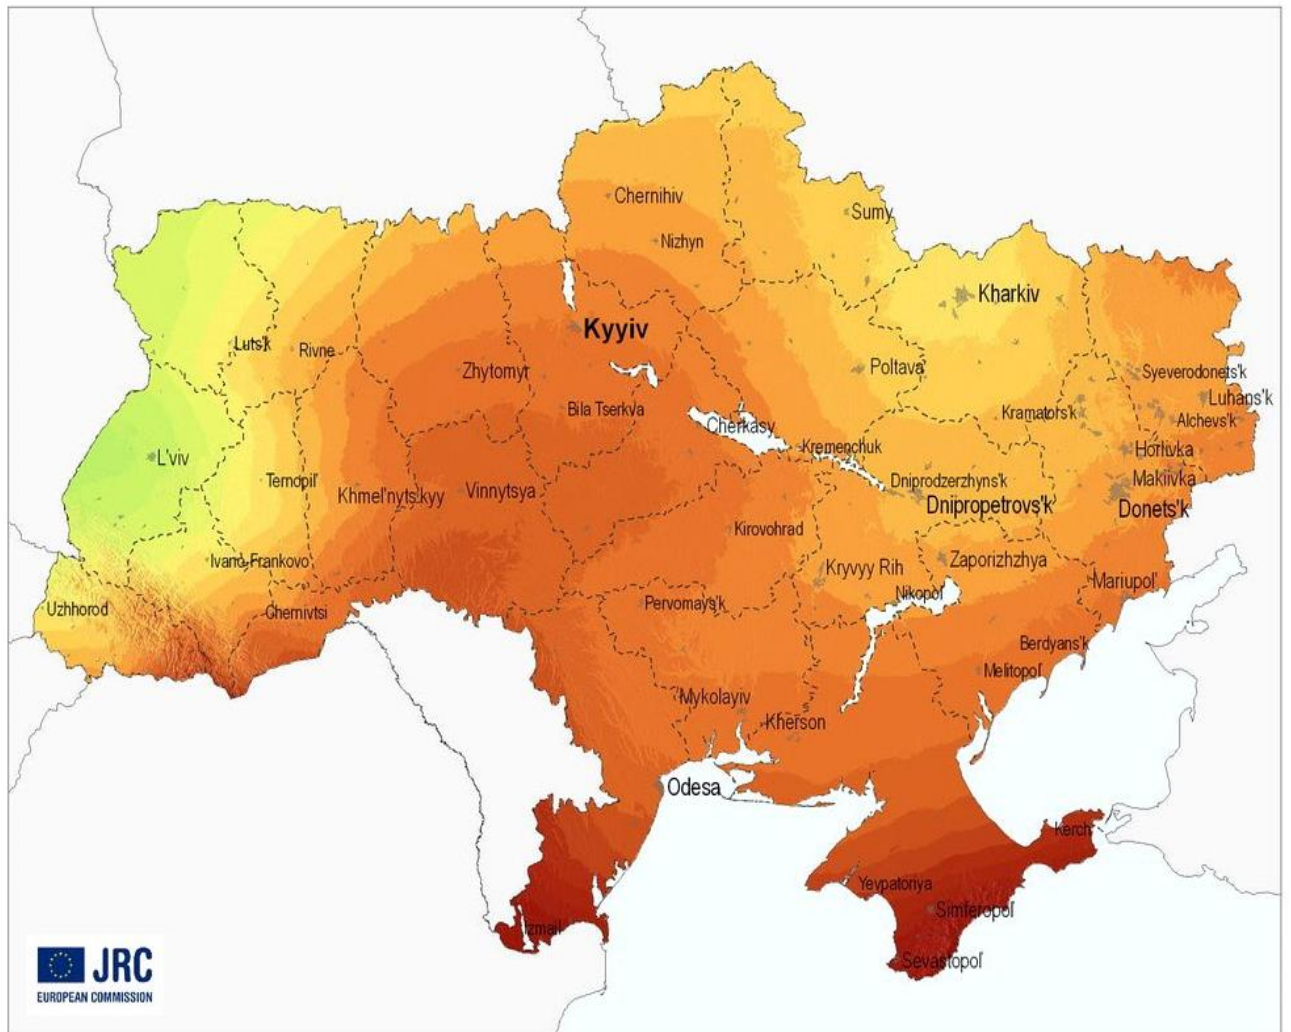 Chernihiv
Sumy
Nizhyn
Kharkiv
Kyyiv
Luts'k
Rivne
Zhytomyr
Poltava
Syeverodonets'k
Luhans'k
Bila Tserkva
Kramators'k
Alchevs'k
Cherkasy
Kremenchuk
Horlivka
L'viv
Ternopil'
Khmel'nyts'kyy
Vinnytsya
Dniprodzerzhyns'k
Makiivka
Dnipropetrovs'k
Donets'k
Kirovohrad
Ivano-Frankovo
Kryvyy Rih
Zaporizhzhya
Mariupol'
Nikopol'
Uzhhorod
Chernivtsi
Pervomays'k
Berdyans'k
Melitopol'
Mykolayiv
Kherson
Odesa
Kerch
Yevpatoriya
Simferopol'
Izmail
Sevastopol'
JRC
EUROPEAN COMMISSION